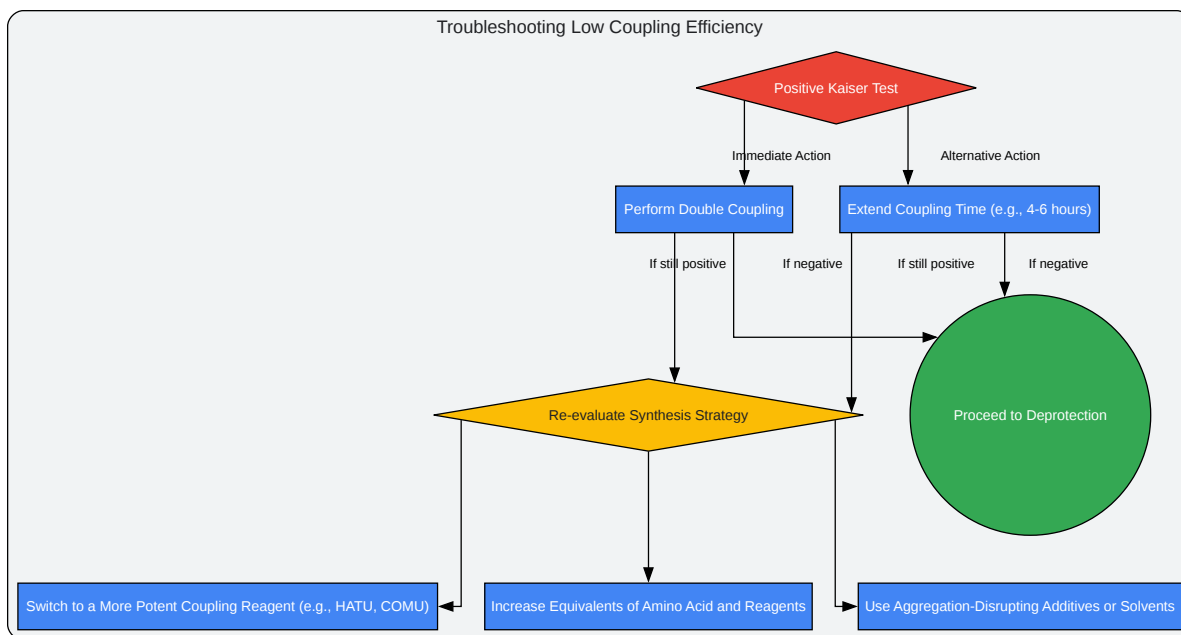 Troubleshooting Low Coupling Efficiency
Positive Kaiser Test
Immediate Action
Alternative Action
Perform Double Coupling
Extend Coupling Time (e.g., 4-6 hours)
If still positive
If negative
If still positive
If negative
Re-evaluate Synthesis Strategy
Proceed to Deprotection
Switch to a More Potent Coupling Reagent (e.g., HATU, COMU)
Increase Equivalents of Amino Acid and Reagents
Use Aggregation-Disrupting Additives or Solvents